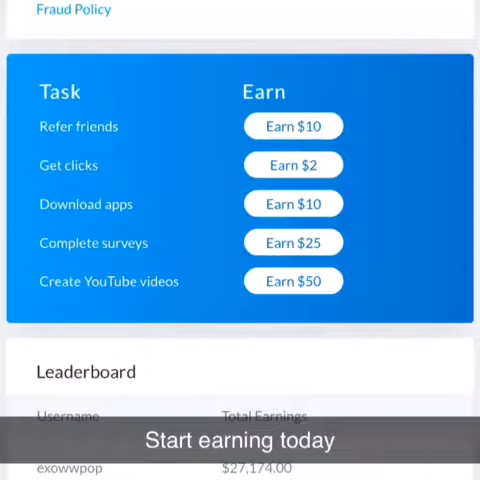 Fraud Policy
Task Earn
Refer friends Earn $10
Get clicks Earn $2
Download apps Earn $10
Complete surveys Earn $25
Create YouTube videos Earn $50
Leaderboard
Username Total Earnings
Start earning today
exowwpop $27,174.00